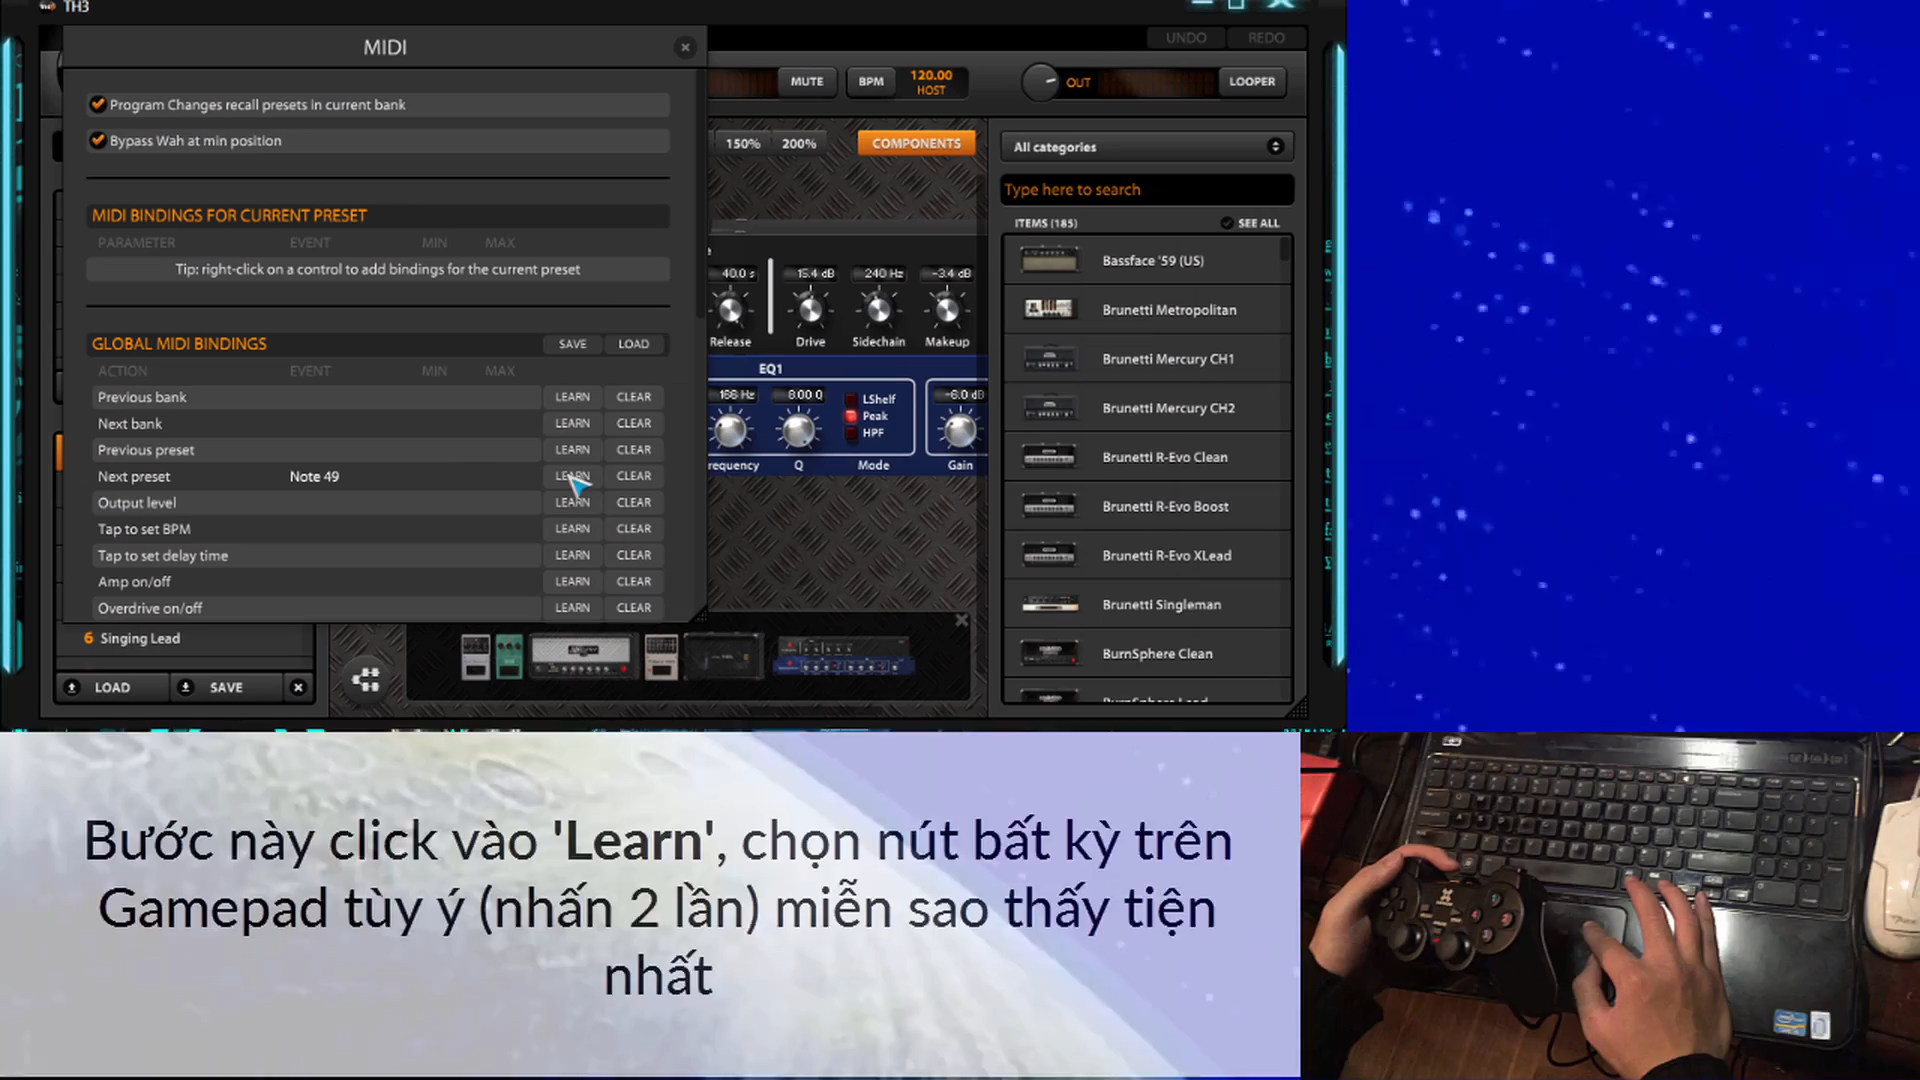 TH3
MIDI
UNDO
REDO
Program Changes recall presets in current bank
Bypass Wah at min position
MUTE
BPM
120.00
HOST
OUT
LOOPER
150%
200%
COMPONENTS
All categories
Type here to search
ITEMS (185)
SEE ALL
MIDI BINDINGS FOR CURRENT PRESET
PARAMETER EVENT MIN MAX
Tip: right-click on a control to add bindings for the current preset
GLOBAL MIDI BINDINGS SAVE LOAD
ACTION EVENT MIN MAX
Previous bank LEARN CLEAR
Next bank LEARN CLEAR
Previous preset LEARN CLEAR
Next preset Note 49 LEARN CLEAR
Output level LEARN CLEAR
Tap to set BPM LEARN CLEAR
Tap to set delay time LEARN CLEAR
Amp on/off LEARN CLEAR
Overdrive on/off LEARN CLEAR
6 Singing Lead
LOAD
SAVE
40.0 s 15.4 dB 240 Hz -3.4 dB
Release Drive Sidechain Makeup
EQ1
166 Hz 8.00 Q -6.0 dB
LShelf
Peak
HPF
requency Q Mode Gain
Bassface '59 (US)
Brunetti Metropolitan
Brunetti Mercury CH1
Brunetti Mercury CH2
Brunetti R-Evo Clean
Brunetti R-Evo Boost
Brunetti R-Evo XLead
Brunetti Singleman
BurnSphere Clean
BurnSphere Lead
Bước này click vào 'Learn', chọn nút bất kỳ trên
Gamepad tùy ý (nhấn 2 lần) miễn sao thấy tiện
nhất